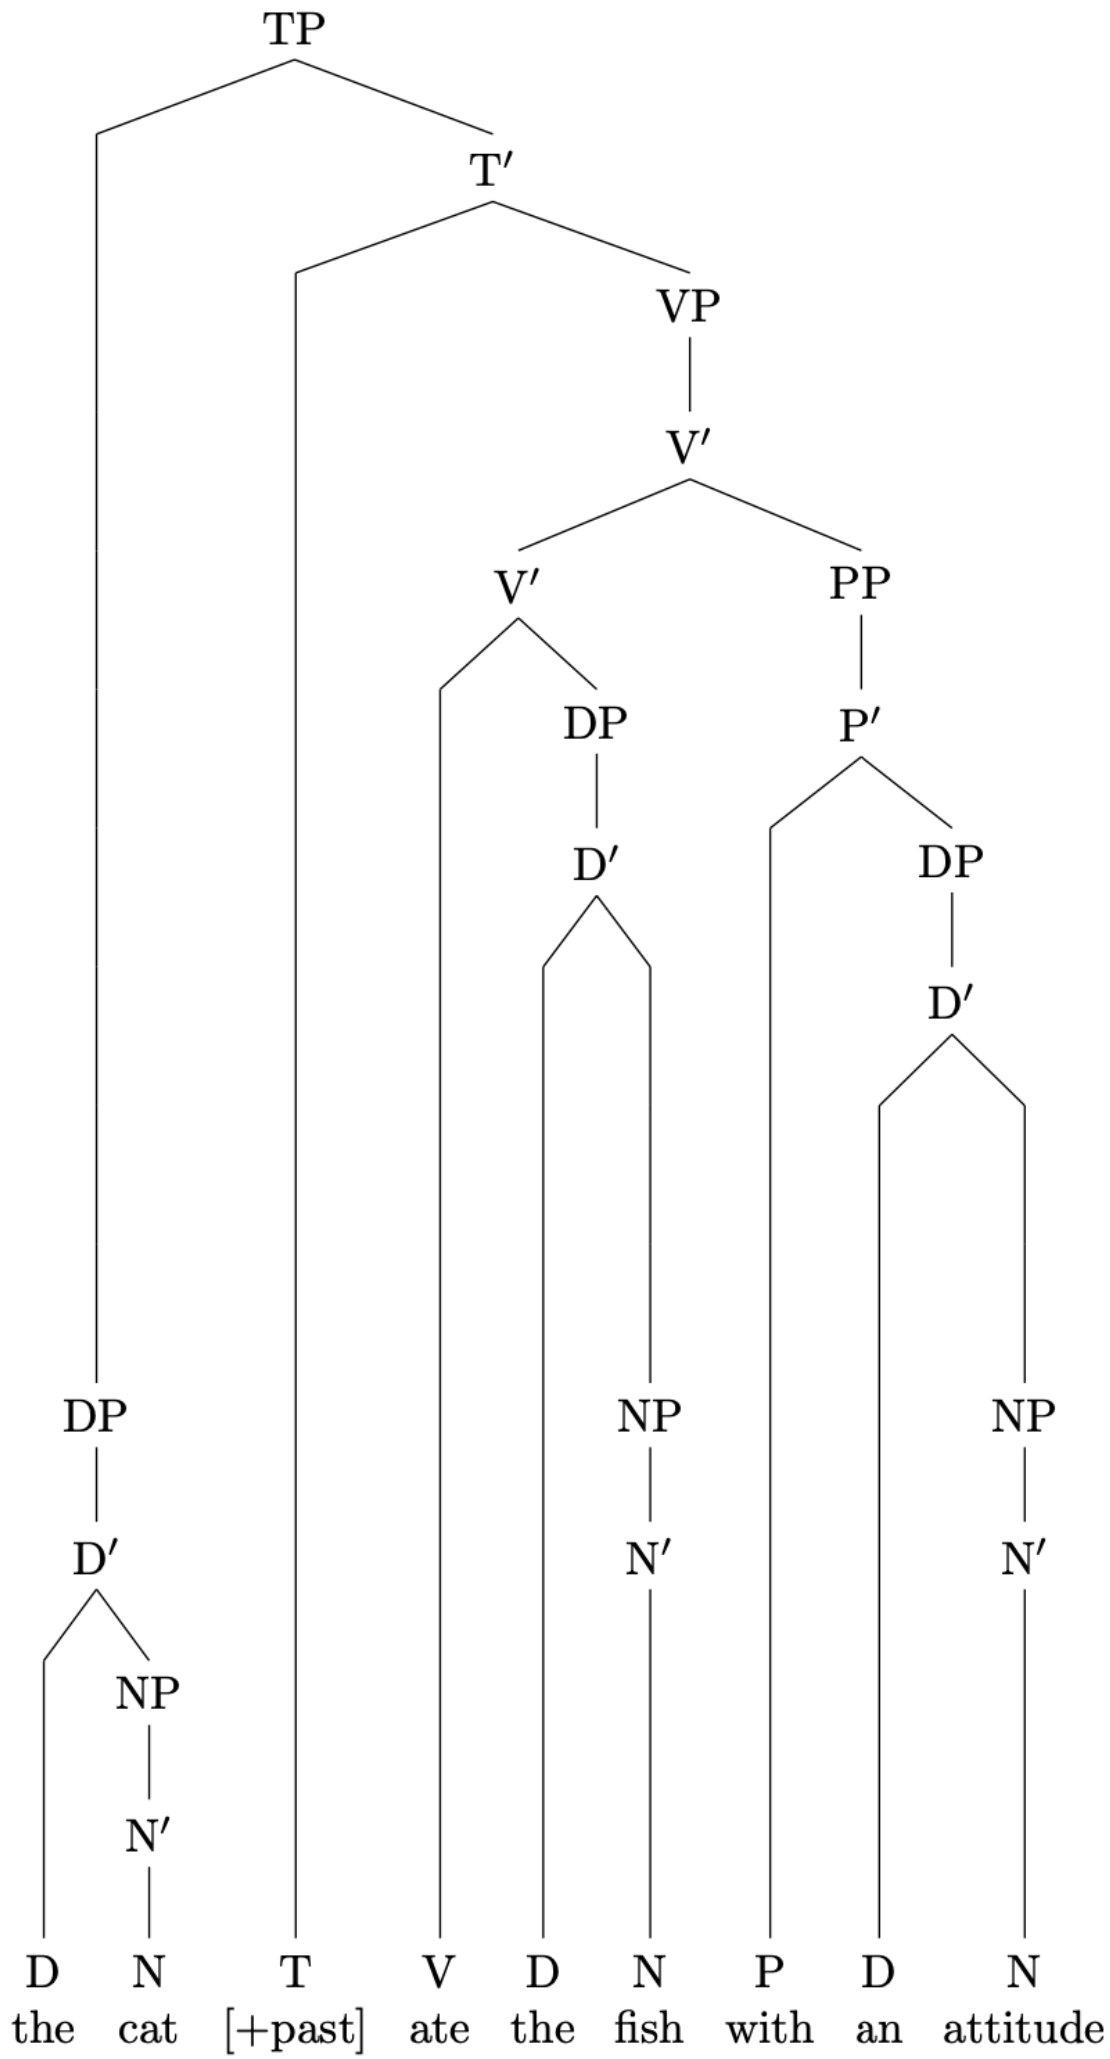 TP
T′
VP
V′
V′ PP
DP P′
D′ DP
D′
DP NP NP
D′ N′ N′
NP
N′
D N T V D N P D N
the cat [+past] ate the fish with an attitude